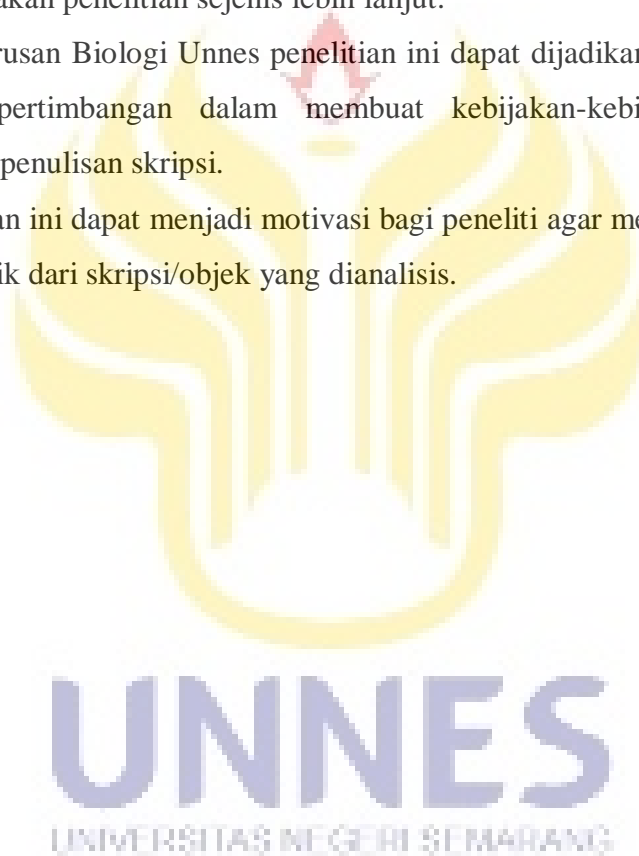 akan penelitian sejenis lebih lanjut.
rusan Biologi Unnes penelitian ini dapat dijadikan
pertimbangan dalam membuat kebijakan-kebi
penulisan skripsi.
an ini dapat menjadi motivasi bagi peneliti agar me
ik dari skripsi/objek yang dianalisis.
UNNES
UNIVERSITAS NEGERI SEMARANG